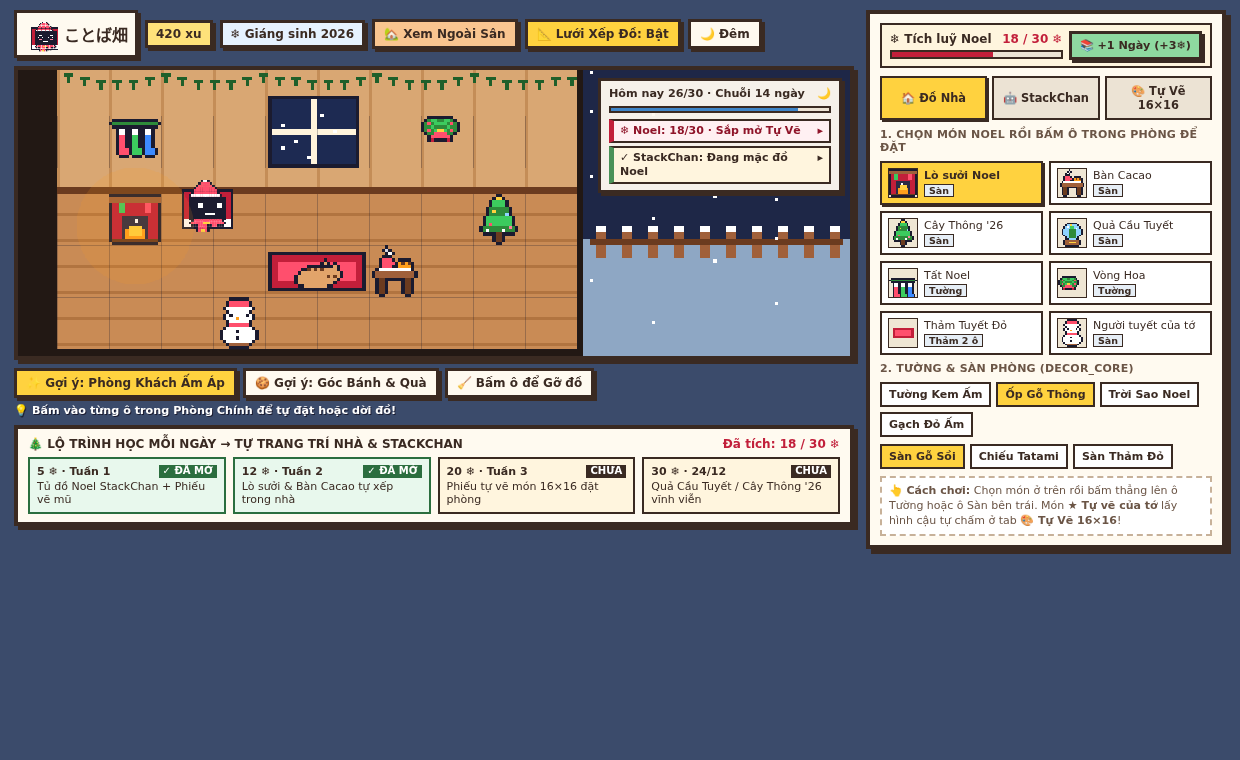 ことば畑
420 xu
❄ Giáng sinh 2026
🏡 Xem Ngoài Sân
📐 Lưới Xếp Đồ: Bật
🌙 Đêm
Hôm nay 26/30 · Chuỗi 14 ngày 🌙
❄ Noel: 18/30 · Sắp mở Tự Vẽ ▸
✓ StackChan: Đang mặc đồ ▸
Noel
✨ Gợi ý: Phòng Khách Ấm Áp
🍪 Gợi ý: Góc Bánh & Quà
🧹 Bấm ô để Gỡ đồ
💡 Bấm vào từng ô trong Phòng Chính để tự đặt hoặc dời đồ!
🎄 LỘ TRÌNH HỌC MỖI NGÀY → TỰ TRANG TRÍ NHÀ & STACKCHAN
Đã tích: 18 / 30 ❄
5 ❄ · Tuần 1
✓ ĐÃ MỞ
Tủ đồ Noel StackChan + Phiếu
vẽ mũ
12 ❄ · Tuần 2
✓ ĐÃ MỞ
Lò sưởi & Bàn Cacao tự xếp
trong nhà
20 ❄ · Tuần 3
CHƯA
Phiếu tự vẽ món 16×16 đặt
phòng
30 ❄ · 24/12
CHƯA
Quả Cầu Tuyết / Cây Thông '26
vĩnh viễn
❄ Tích luỹ Noel 18 / 30 ❄
📚 +1 Ngày (+3❄)
🏠 Đồ Nhà
🤖 StackChan
🎨 Tự Vẽ
16×16
1. CHỌN MÓN NOEL RỒI BẤM Ô TRONG PHÒNG ĐỂ
ĐẶT
Lò sưởi Noel
Sàn
Bàn Cacao
Sàn
Cây Thông '26
Sàn
Quả Cầu Tuyết
Sàn
Tất Noel
Tường
Vòng Hoa
Tường
Thảm Tuyết Đỏ
Thảm 2 ô
Người tuyết của tớ
Sàn
2. TƯỜNG & SÀN PHÒNG (DECOR_CORE)
Tường Kem Ấm
Ốp Gỗ Thông
Trời Sao Noel
Gạch Đỏ Ấm
Sàn Gỗ Sồi
Chiếu Tatami
Sàn Thảm Đỏ
👆 Cách chơi: Chọn món ở trên rồi bấm thẳng lên ô
Tường hoặc ô Sàn bên trái. Món ★ Tự vẽ của tớ lấy
hình cậu tự chấm ở tab 🎨 Tự Vẽ 16×16!